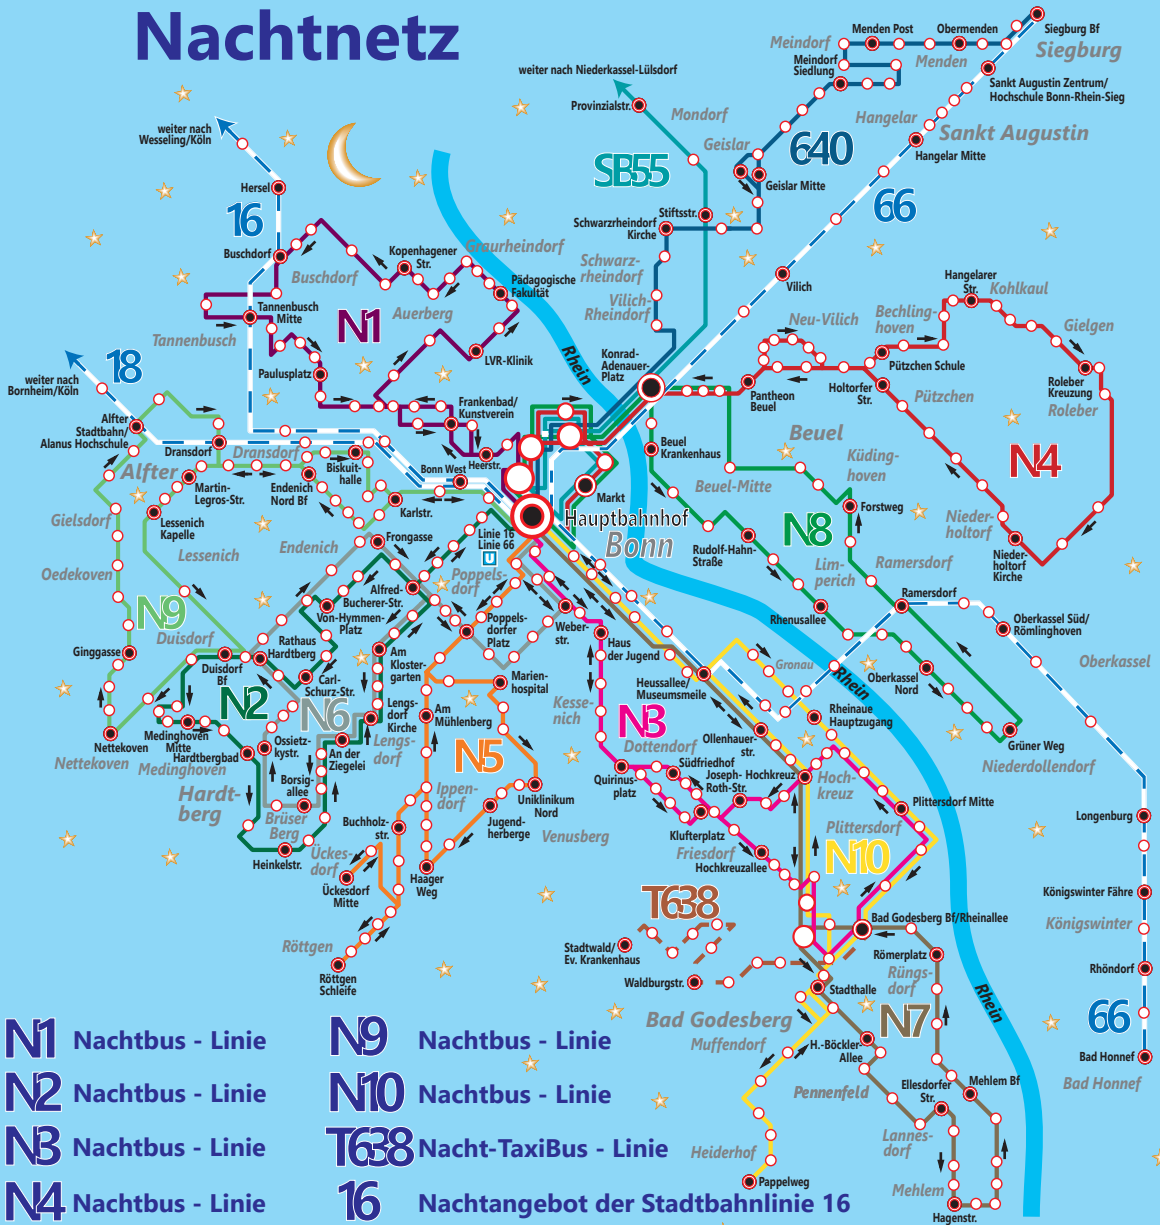 Nachtnetz
weiter nach
Wesseling/Köln
Hersel
16
Buschdorf
Buschdorf
Kopenhagener
Str.
Graurheindorf
Pädagogische
Fakultät
Auerberg
N1
Tannenbusch
Mitte
Tannenbusch
Paulusplatz
LVR-Klinik
Frankenbad/
Kunstverein
Heerstr.
Bonn West
weiter nach Niederkassel-Lülsdorf
Provinzialstr.
Mondorf
SB55
Stiftsstr.
Schwarzrheindorf
Kirche
Schwarz-
rheindorf
Vilich-
Rheindorf
Rhein
Konrad-
Adenauer-
Platz
Meindorf
Menden Post
Obermenden
Siegburg Bf
Siegburg
Menden
Meindorf
Siedlung
Sankt Augustin Zentrum/
Hochschule Bonn-Rhein-Sieg
Hangelar
Sankt Augustin
Hangelar Mitte
Geislar
640
Geislar Mitte
66
Vilich
Hangelarer
Str.
Kohlkaul
Bechling-
hoven
Neu-Vilich
Gielgen
Pützchen Schule
Roleber
Kreuzung
Roleber
Holtorfer
Str.
Pützchen
Pantheon
Beuel
N4
Beuel
Beuel
Krankenhaus
Beuel-Mitte
Küding-
hoven
Forstweg
Nieder-
holtorf
Nieder-
holtorf
Kirche
N8
Rudolf-Hahn-
Straße
Lim-
perich
Ramersdorf
Ramersdorf
Rhenusallee
Oberkassel Süd/
Römlinghoven
Oberkassel
Oberkassel
Nord
Grüner Weg
Niederdollendorf
Longenburg
Königswinter Fähre
Königswinter
Rhöndorf
66
Bad Honnef
Bad Honnef
18
weiter nach
Bornheim/Köln
Alfter
Stadtbahn/
Alanus Hochschule
Dransdorf
Dransdorf
Alfter
Martin-
Legros-Str.
Endenich
Nord Bf
Biskuit-
halle
Karlstr.
Gielsdorf
Lessenich
Kapelle
Lessenich
Oedekoven
N9
Duisdorf
Ginggasse
Nettekoven
Nettekoven
Endenich
Frongasse
Linie 16
Linie 66
U
Markt
Hauptbahnhof
Bonn
Poppels-
dorf
Alfred-
Bucherer-Str.
Von-Hymmen-
Platz
Poppels-
dorfer
Platz
Weber-
str.
Haus
der Jugend
Rathaus
Hardtberg
Duisdorf
Bf
Carl-
Schurz-Str.
Am
Kloster-
garten
N2
N6
Medinghoven
Mitte
Medinghoven
Hardtbergbad
Hardt-
berg
Ossietz-
kystr.
Lengs-
dorf
Kirche
Lengs-
dorf
An der
Ziegelei
Borsig-
allee
Brüser
Berg
Heinkelstr.
Marien-
hospital
Am
Mühlenberg
N5
Ippen-
dorf
Uniklinikum
Nord
Jugend-
herberge
Venusberg
Buchholz-
str.
Haager
Weg
Ückes-
dorf
Ückesdorf
Mitte
Röttgen
Röttgen
Schleife
Kesse-
nich
N3
Dottendorf
Quirinus-
platz
Südfriedhof
Joseph-
Roth-Str.
Hochkreuz
Hoch-
kreuz
Klufterplatz
Friesdorf
Hochkreuzallee
Heussallee/
Museumsmeile
Gronau
Rhein
Rheinaue
Hauptzugang
Ollenhauer-
str.
Plittersdorf Mitte
Plittersdorf
N10
Bad Godesberg Bf/Rheinallee
T638
Stadtwald/
Ev. Krankenhaus
Waldburgstr.
Stadthalle
Römerplatz
Rüngs-
dorf
Rhein
Bad Godesberg
Muffendorf
N7
H.-Böckler-
Allee
Pennenfeld
Ellesdorfer
Str.
Mehlem Bf
Lannes-
dorf
Heiderhof
Pappelweg
Mehlem
Hagenstr.
N1 Nachtbus - Linie
N2 Nachtbus - Linie
N3 Nachtbus - Linie
N4 Nachtbus - Linie
N9 Nachtbus - Linie
N10 Nachtbus - Linie
T638 Nacht-TaxiBus - Linie
16 Nachtangebot der Stadtbahnlinie 16